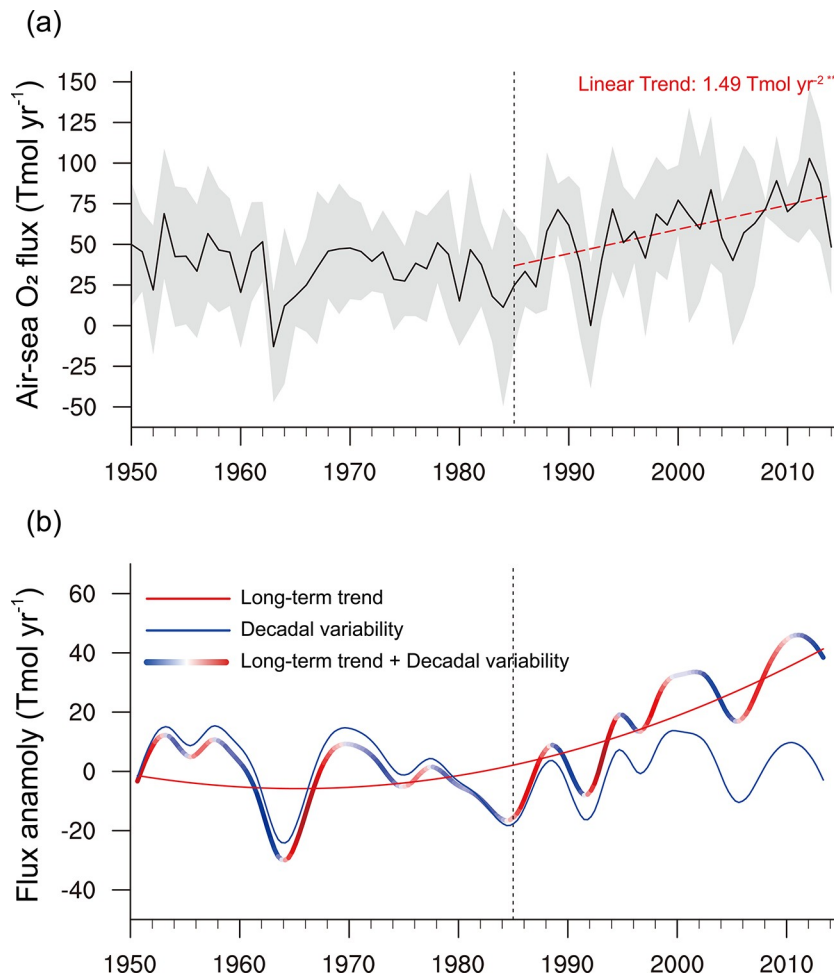 (a)
Linear Trend: 1.49 Tmol yr⁻² **
Air-sea O₂ flux (Tmol yr⁻¹)
150
125
100
75
50
25
0
-25
-50
1950 1960 1970 1980 1990 2000 2010
(b)
Flux anamoly (Tmol yr⁻¹)
60
40
20
0
-20
-40
Long-term trend
Decadal variability
Long-term trend + Decadal variability
1950 1960 1970 1980 1990 2000 2010